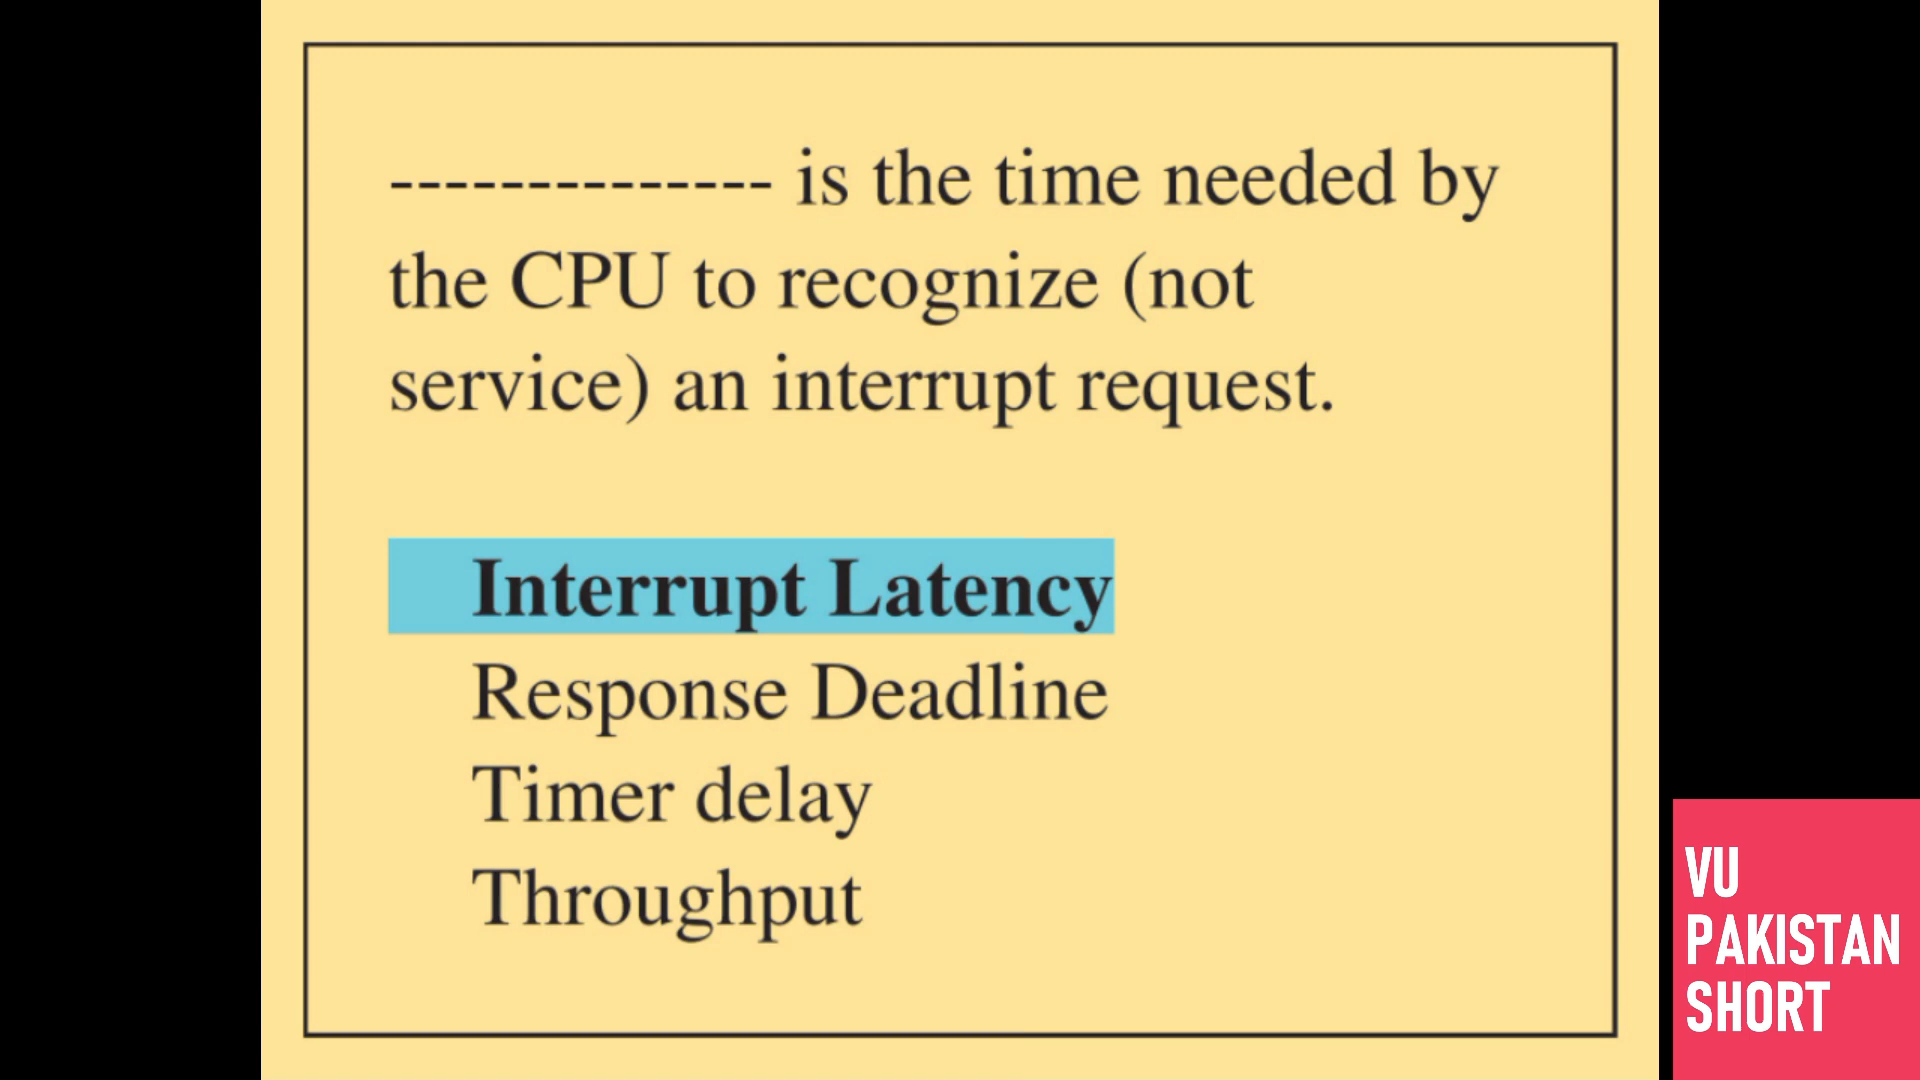 -------------- is the time needed by
the CPU to recognize (not
service) an interrupt request.
Interrupt Latency
Response Deadline
Timer delay
Throughput
VU
PAKISTAN
SHORT